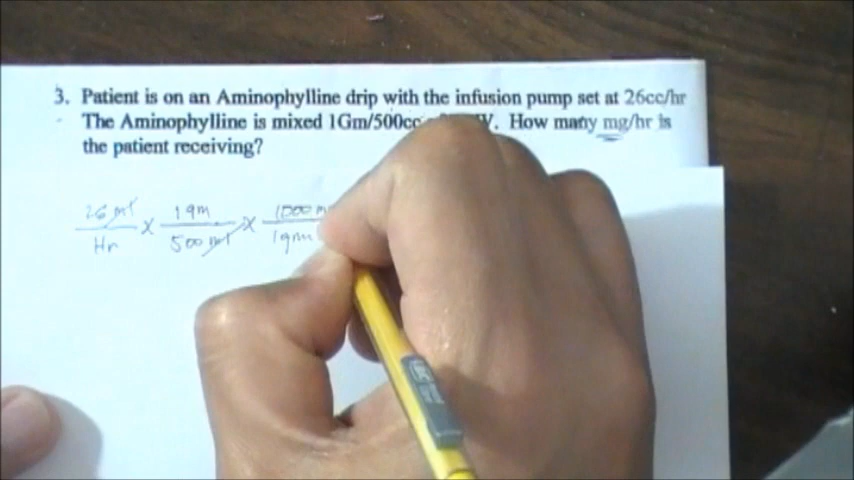 3. Patient is on an Aminophylline drip with the infusion pump set at 26cc/hr
The Aminophylline is mixed 1Gm/500cc W. How many mg/hr is
the patient receiving?
26 ml x 1 gm x 1000 m
Hr 500 ml 1 gm